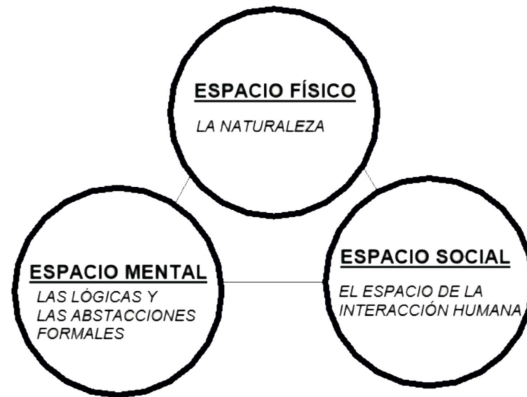 ESPACIO FÍSICO
LA NATURALEZA
ESPACIO MENTAL
LAS LÓGICAS Y
LAS ABSTACCIONES
FORMALES
ESPACIO SOCIAL
EL ESPACIO DE LA
INTERACCIÓN HUMANA